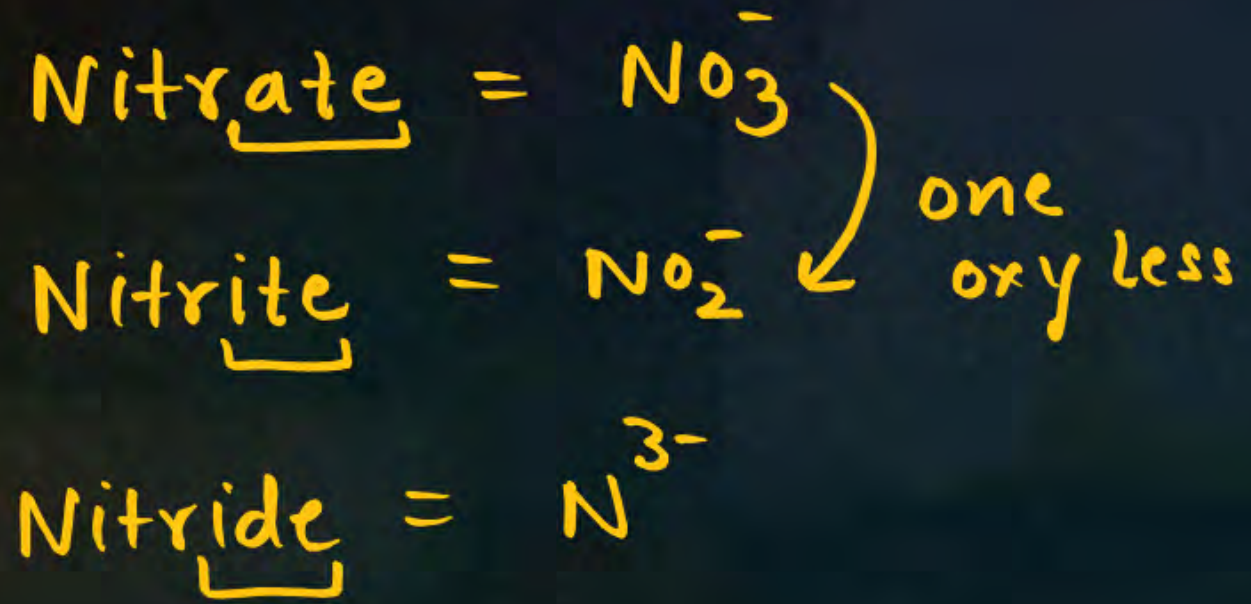 Nitrate = NO₃⁻
one
Nitrite = NO₂⁻ oxy less
Nitride = N³⁻